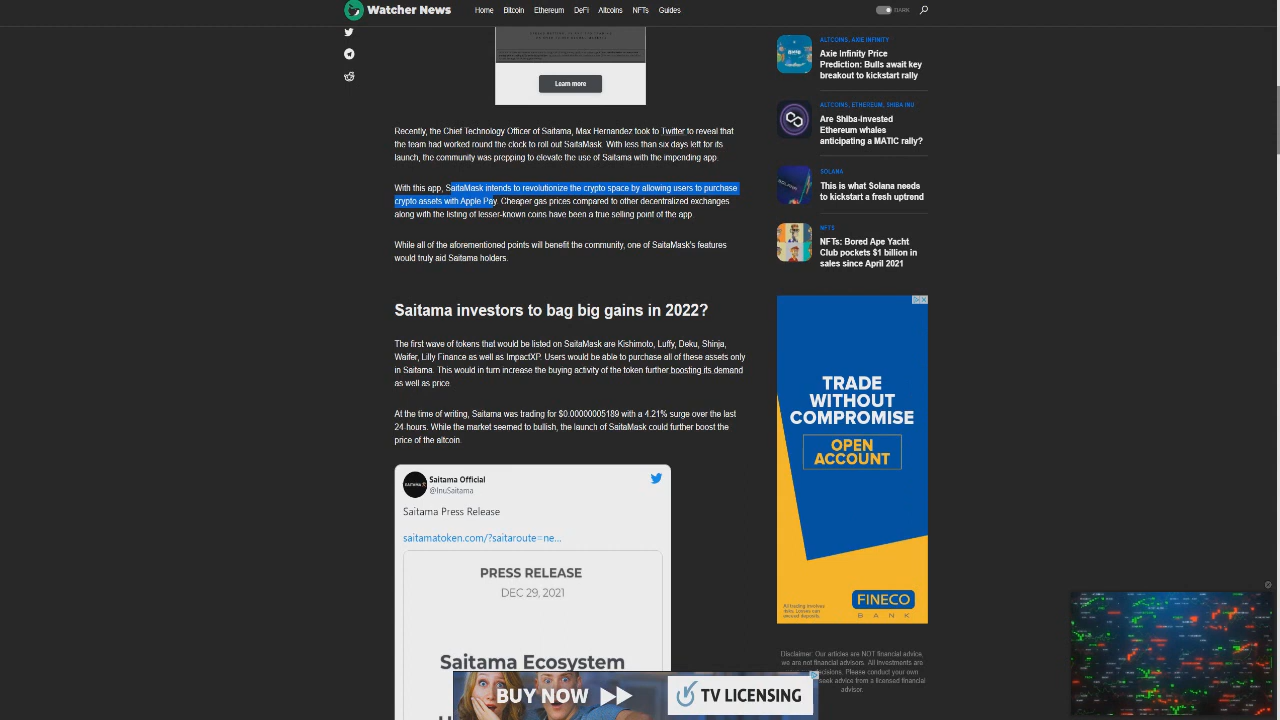 Watcher News
Home Bitcoin Ethereum DeFi Altcoins NFTs Guides
DARK
Learn more
Recently, the Chief Technology Officer of Saitama, Max Hernandez took to Twitter to reveal that
the team had worked round the clock to roll out SaitaMask. With less than six days left for its
launch, the community was prepping to elevate the use of Saitama with the impending app.
With this app, SaitaMask intends to revolutionize the crypto space by allowing users to purchase
crypto assets with Apple Pay. Cheaper gas prices compared to other decentralized exchanges
along with the listing of lesser-known coins have been a true selling point of the app.
While all of the aforementioned points will benefit the community, one of SaitaMask's features
would truly aid Saitama holders.
Saitama investors to bag big gains in 2022?
The first wave of tokens that would be listed on SaitaMask are Kishimoto, Luffy, Deku, Shinja,
Waifer, Lilly Finance as well as ImpactXP. Users would be able to purchase all of these assets only
in Saitama. This would in turn increase the buying activity of the token further boosting its demand
as well as price.
At the time of writing, Saitama was trading for $0.00000005189 with a 4.21% surge over the last
24-hours. While the market seemed to bullish, the launch of SaitaMask could further boost the
price of the altcoin.
Saitama Official
@InuSaitama
Saitama Press Release
saitamatoken.com/?saitaroute=ne...
PRESS RELEASE
DEC 29, 2021
Saitama Ecosystem
ALTCOINS, AXIE INFINITY
Axie Infinity Price
Prediction: Bulls await key
breakout to kickstart rally
ALTCOINS, ETHEREUM, SHIBA INU
Are Shiba-invested
Ethereum whales
anticipating a MATIC rally?
SOLANA
This is what Solana needs
to kickstart a fresh uptrend
NFTS
NFTs: Bored Ape Yacht
Club pockets $1 billion in
sales since April 2021
TRADE
WITHOUT
COMPROMISE
OPEN
ACCOUNT
All trading involves
risks. Losses can
exceed deposits.
FINECO
BANK
Disclaimer: Our articles are NOT financial advice,
we are not financial advisors. All investments are
decisions. Please conduct your own
seek advice from a licensed financial
advisor.
BUY NOW
TV LICENSING